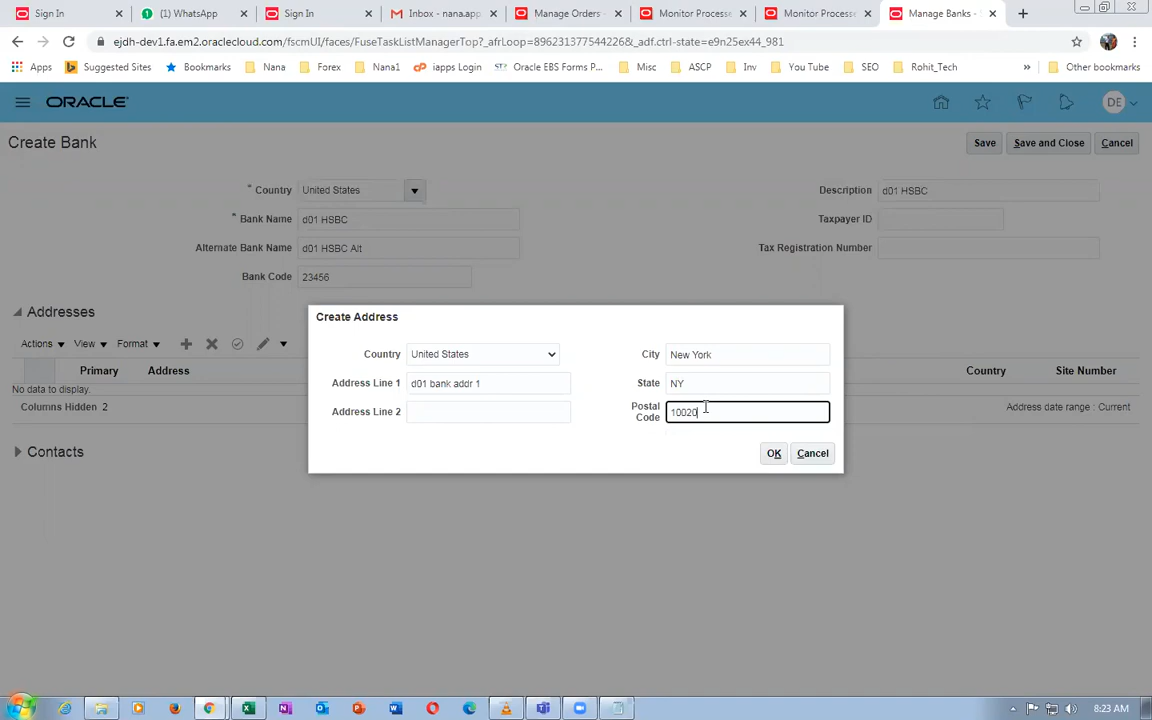 Sign In
(1) WhatsApp
Sign In
Inbox - nana.app
Manage Orders -
Monitor Processe
Monitor Processe
Manage Banks -
ejdh-dev1.fa.em2.oraclecloud.com/fscmUI/faces/FuseTaskListManagerTop?_afrLoop=8962313775442268&_adf.ctrl-state=e9n25ex44_981
Apps Suggested Sites Bookmarks Nana Forex Nana1 iapps Login Oracle EBS Forms P... Misc ASCP Inv You Tube SEO Rohit_Tech » Other bookmarks
ORACLE DE
Create Bank Save Save and Close Cancel
* Country United States Description d01 HSBC
* Bank Name d01 HSBC Taxpayer ID
Alternate Bank Name d01 HSBC Alt Tax Registration Number
Bank Code 23456
Addresses
Actions View Format
Primary Address Country Site Number
No data to display.
Columns Hidden 2 Address date range : Current
Contacts
Create Address
Country United States City New York
Address Line 1 d01 bank addr 1 State NY
Address Line 2 Postal Code 10020
OK Cancel
8:23 AM